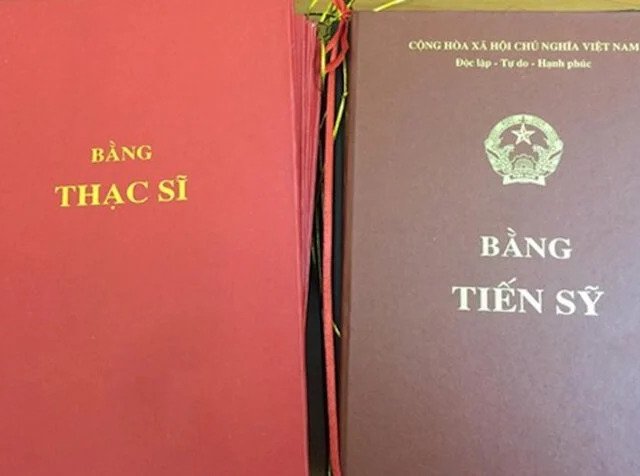 BẰNG
THẠC SĨ
CỘNG HÒA XÃ HỘI CHỦ NGHĨA VIỆT NAM
Độc lập - Tự do - Hạnh phúc
BẰNG
TIẾN SỸ